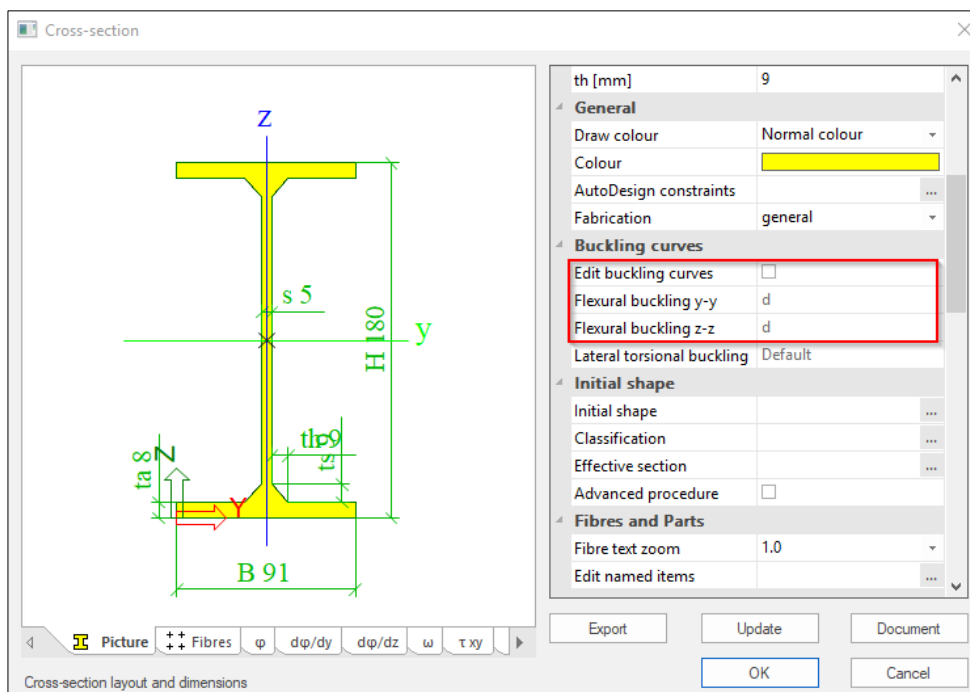 Cross-section
z
s 5
H 180
y
th 9
ts 9
ta 8
Z
Y
B 91
Picture
Fibres
φ
dφ/dy
dφ/dz
ω
τ xy
Cross-section layout and dimensions
th [mm] 9
General
Draw colour Normal colour
Colour
AutoDesign constraints ...
Fabrication general
Buckling curves
Edit buckling curves
Flexural buckling y-y d
Flexural buckling z-z d
Lateral torsional buckling Default
Initial shape
Initial shape ...
Classification ...
Effective section ...
Advanced procedure
Fibres and Parts
Fibre text zoom 1.0
Edit named items ...
Export Update Document
OK Cancel